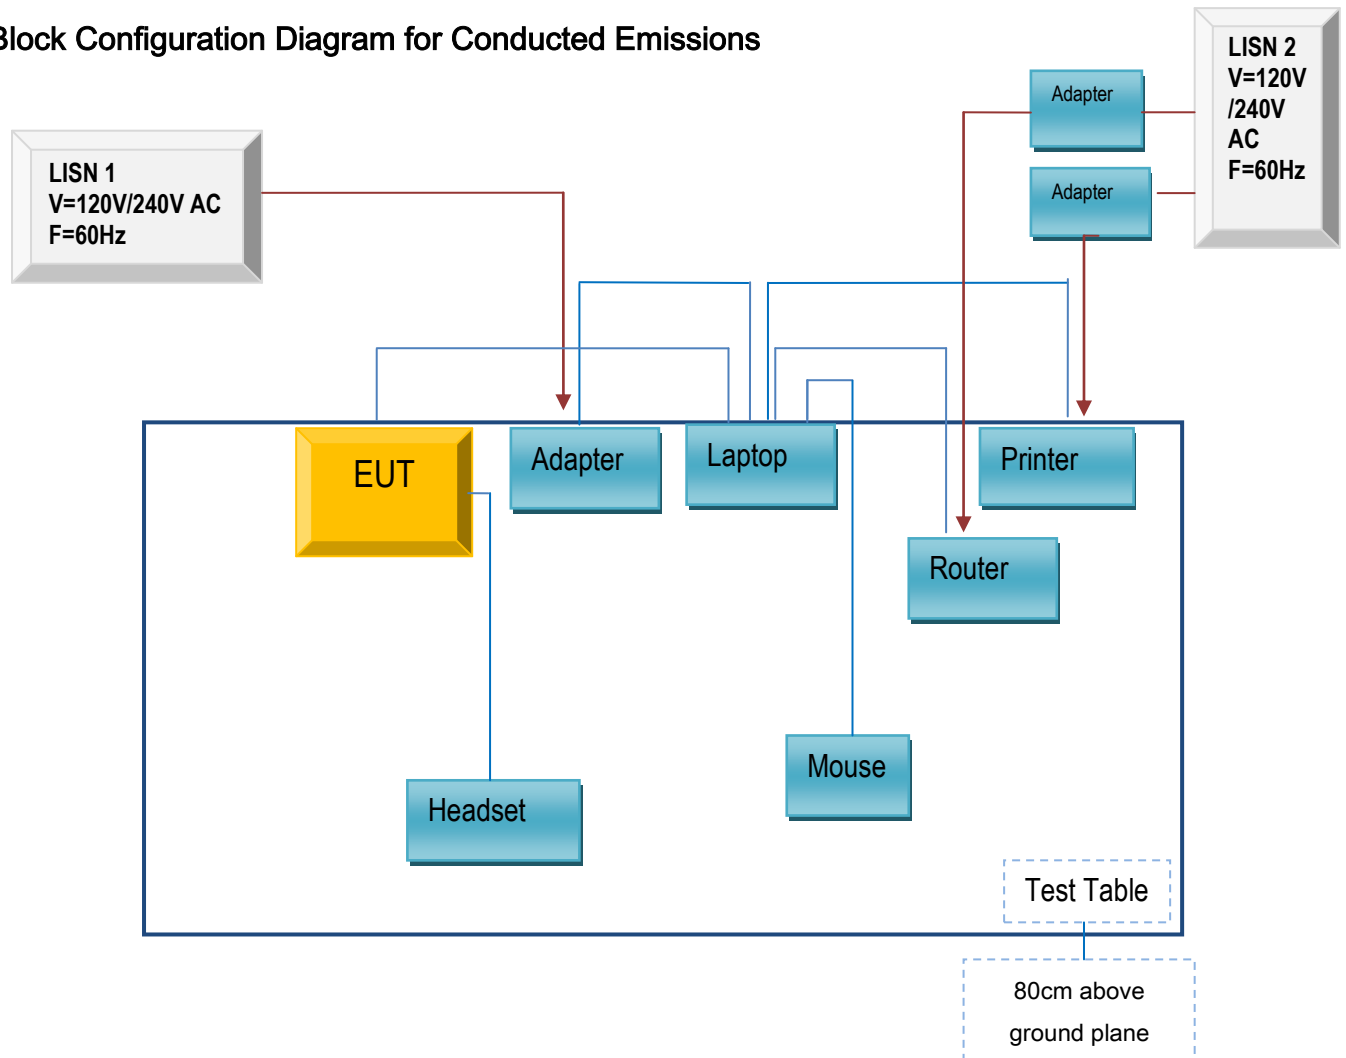 Block Configuration Diagram for Conducted Emissions
LISN 2
V=120V
/240V
AC
F=60Hz
Adapter
Adapter
LISN 1
V=120V/240V AC
F=60Hz
EUT
Adapter
Laptop
Printer
Router
Mouse
Headset
Test Table
80cm above
ground plane